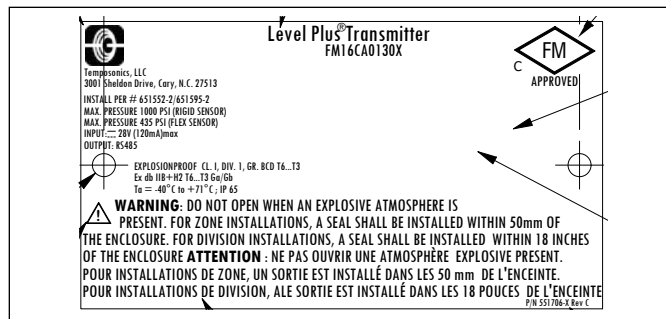 Level Plus® Transmitter
FM16CA0130X
FM
C
APPROVED
Temposonics, LLC
3001 Sheldon Drive, Cary, N.C. 27513
INSTALL PER # 651552-2/651595-2
MAX. PRESSURE 1000 PSI (RIGID SENSOR)
MAX. PRESSURE 435 PSI (FLEX SENSOR)
INPUT: ⎓ 28V (120mA)max
OUTPUT: RS485
EXPLOSIONPROOF CL. I, DIV. 1, GR. BCD T6...T3
Ex db IIB+H2 T6...T3 Ga/Gb
Ta = -40°C to +71°C ; IP 65
WARNING: DO NOT OPEN WHEN AN EXPLOSIVE ATMOSPHERE IS
PRESENT. FOR ZONE INSTALLATIONS, A SEAL SHALL BE INSTALLED WITHIN 50mm OF
THE ENCLOSURE. FOR DIVISION INSTALLATIONS, A SEAL SHALL BE INSTALLED WITHIN 18 INCHES
OF THE ENCLOSURE ATTENTION : NE PAS OUVRIR UNE ATMOSPHÈRE EXPLOSIVE PRESENT.
POUR INSTALLATIONS DE ZONE, UN SORTIE EST INSTALLÉ DANS LES 50 mm DE L'ENCEINTE.
POUR INSTALLATIONS DE DIVISION, ALE SORTIE EST INSTALLÉ DANS LES 18 POUCES DE L'ENCEINTE
P/N 551706-X Rev C